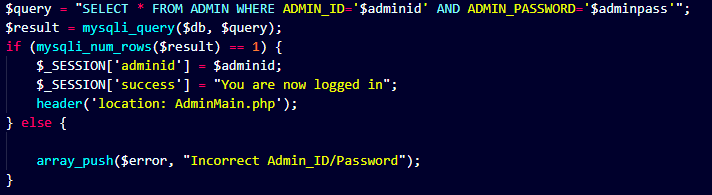 $query = "SELECT * FROM ADMIN WHERE ADMIN_ID='$adminid' AND ADMIN_PASSWORD='$adminpass'";
$result = mysqli_query($db, $query);
if (mysqli_num_rows($result) == 1) {
    $_SESSION['adminid'] = $adminid;
    $_SESSION['success'] = "You are now logged in";
    header('location: AdminMain.php');
} else {
    array_push($error, "Incorrect Admin_ID/Password");
}